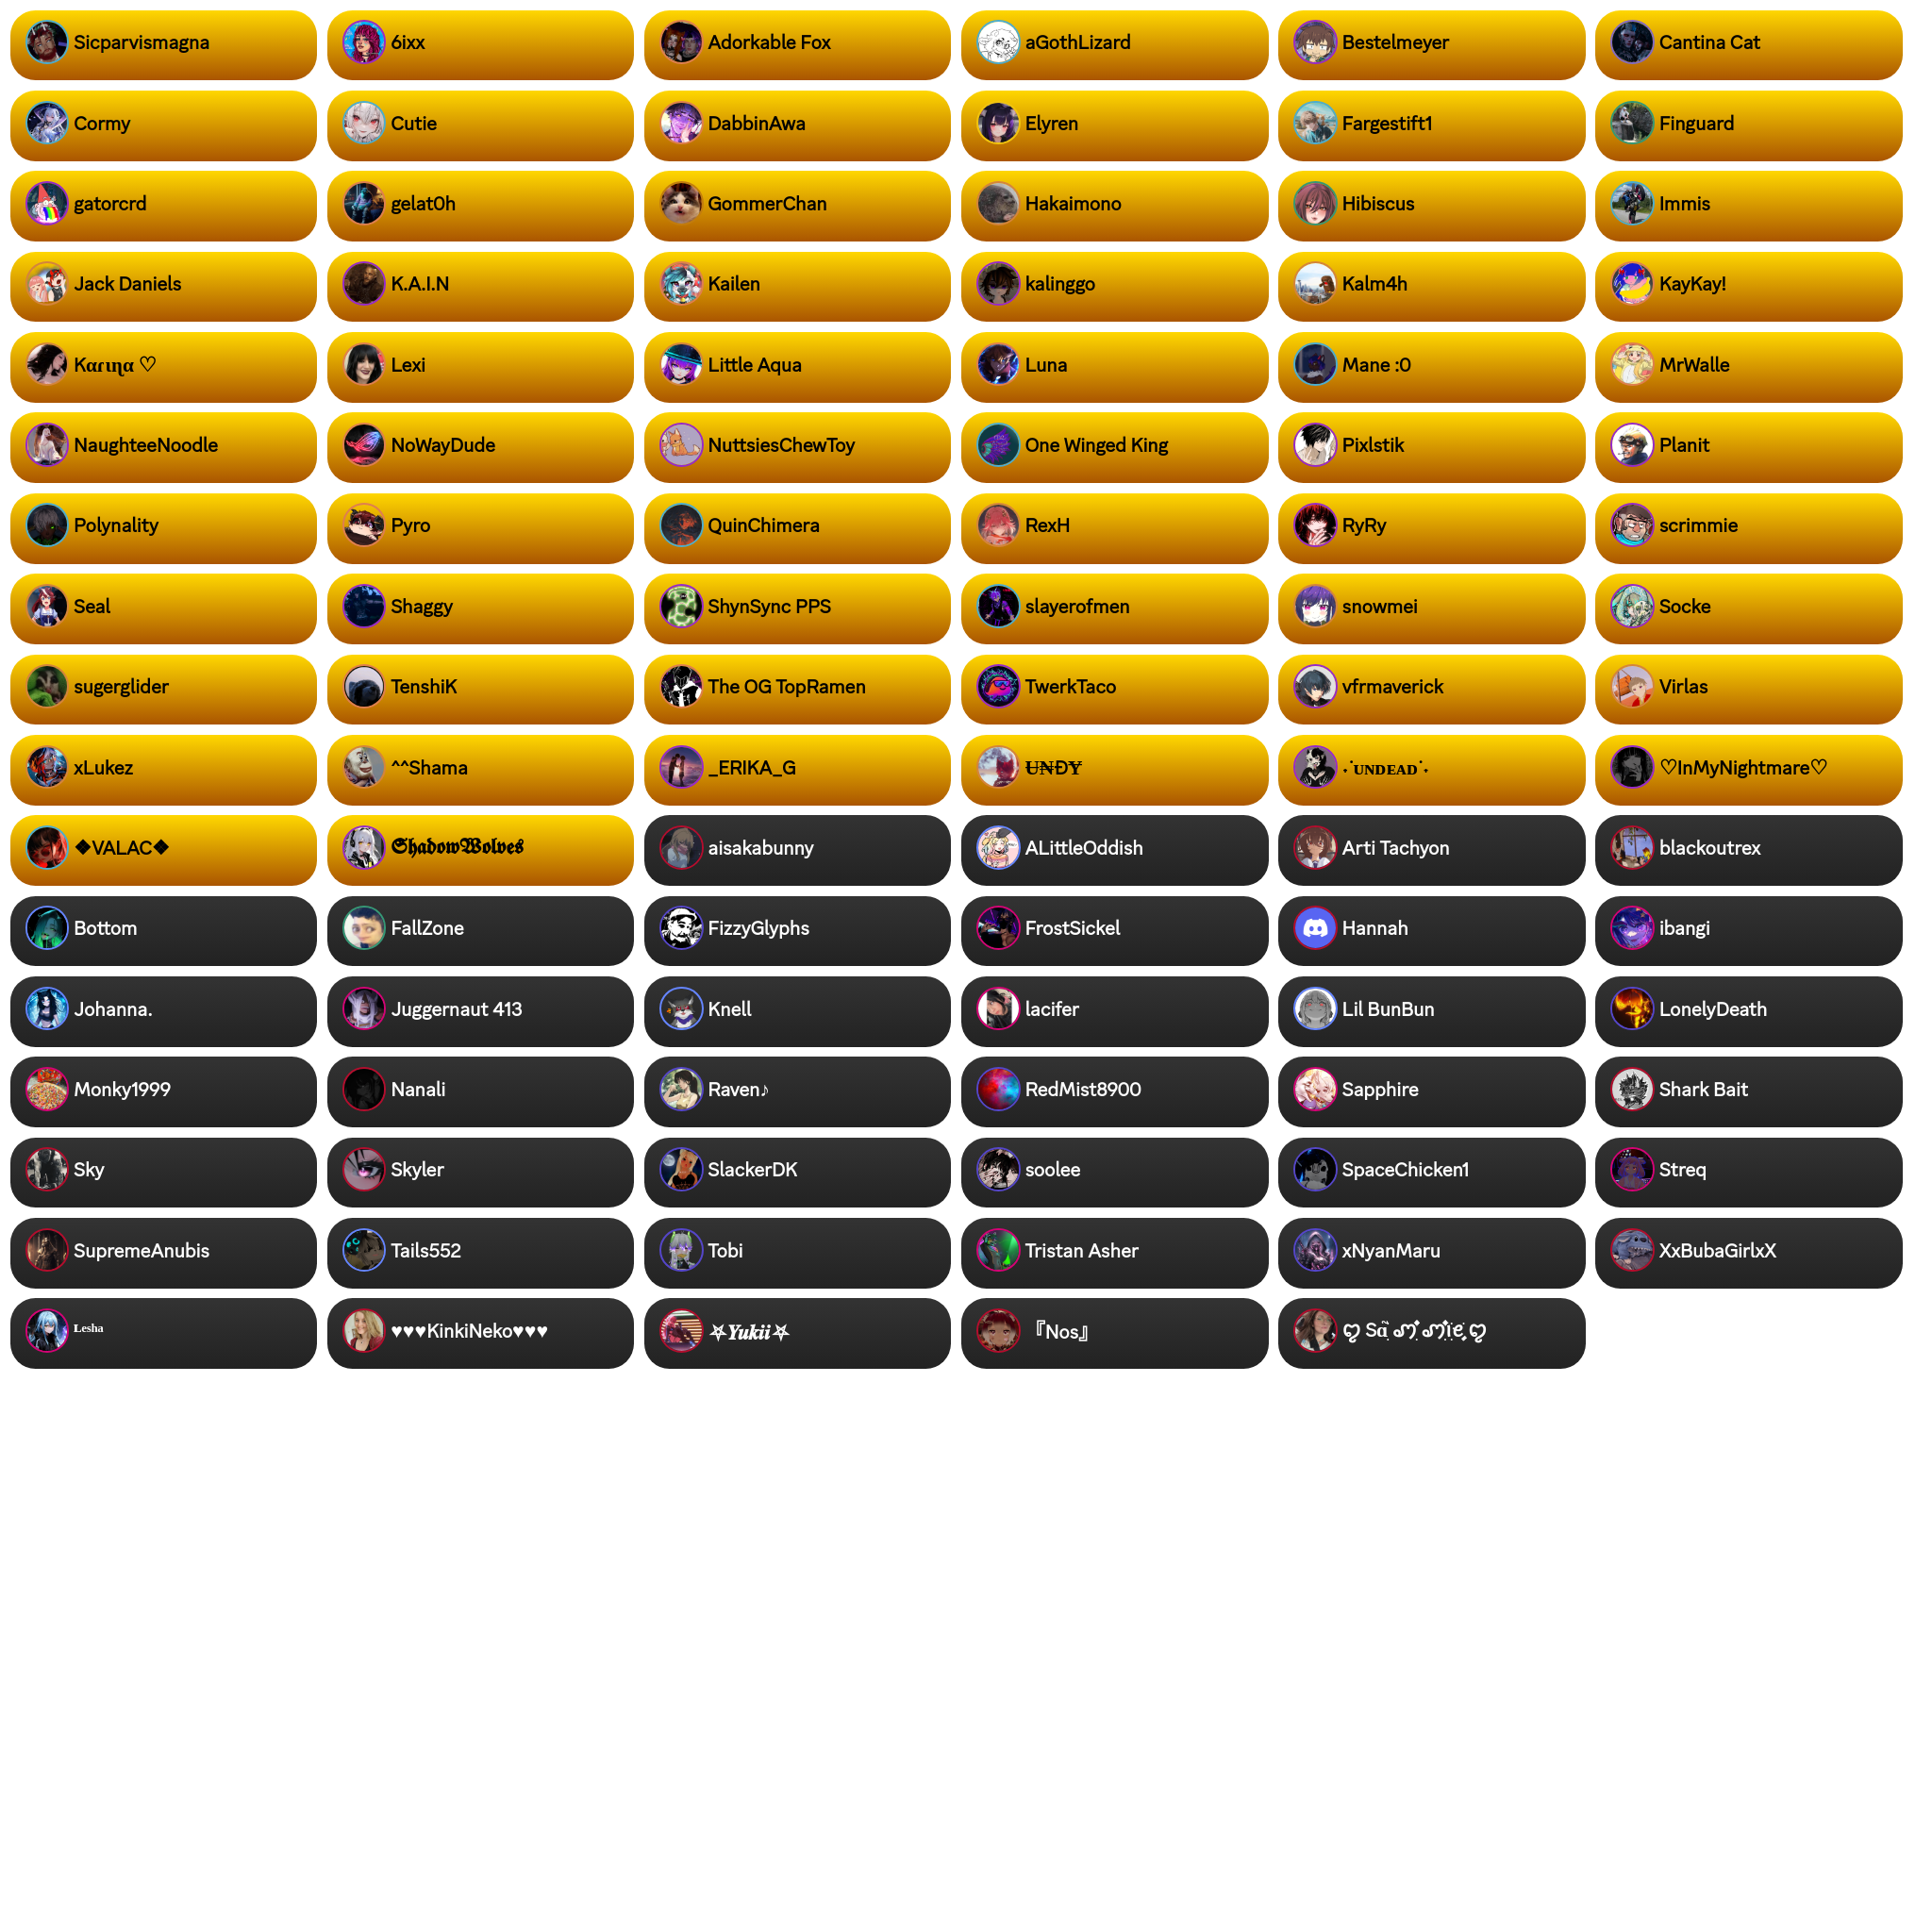 Sicparvismagna
6ixx
Adorkable Fox
aGothLizard
Bestelmeyer
Cantina Cat
Cormy
Cutie
DabbinAwa
Elyren
Fargestift1
Finguard
gatorcrd
gelat0h
GommerChan
Hakaimono
Hibiscus
Immis
Jack Daniels
K.A.I.N
Kailen
kalinggo
Kalm4h
KayKay!
Kαɾιɳα ♡
Lexi
Little Aqua
Luna
Mane :0
MrWalle
NaughteeNoodle
NoWayDude
NuttsiesChewToy
One Winged King
Pixlstik
Planit
Polynality
Pyro
QuinChimera
RexH
RyRy
scrimmie
Seal
Shaggy
ShynSync PPS
slayerofmen
snowmei
Socke
sugerglider
TenshiK
The OG TopRamen
TwerkTaco
vfrmaverick
Virlas
xLukez
^^Shama
_ERIKA_G
U̶N̶D̶Y̶
˙·ᴜɴᴅᴇᴀᴅ˙·
♡InMyNightmare♡
◆VALAC◆
𝕾𝖍𝖆𝖉𝖔𝖜𝖂𝖔𝖑𝖛𝖊𝖘
aisakabunny
ALittleOddish
Arti Tachyon
blackoutrex
Bottom
FallZone
FizzyGlyphs
FrostSickel
Hannah
ibangi
Johanna.
Juggernaut 413
Knell
lacifer
Lil BunBun
LonelyDeath
Monky1999
Nanali
Raven♪
RedMist8900
Sapphire
Shark Bait
Sky
Skyler
SlackerDK
soolee
SpaceChicken1
Streq
SupremeAnubis
Tails552
Tobi
Tristan Asher
xNyanMaru
XxBubaGirlxX
ᴸᵉˢʰᵃ
♥♥♥KinkiNeko♥♥♥
⛧𝒀𝒖𝒌𝒊𝒊⛧
『Nos』